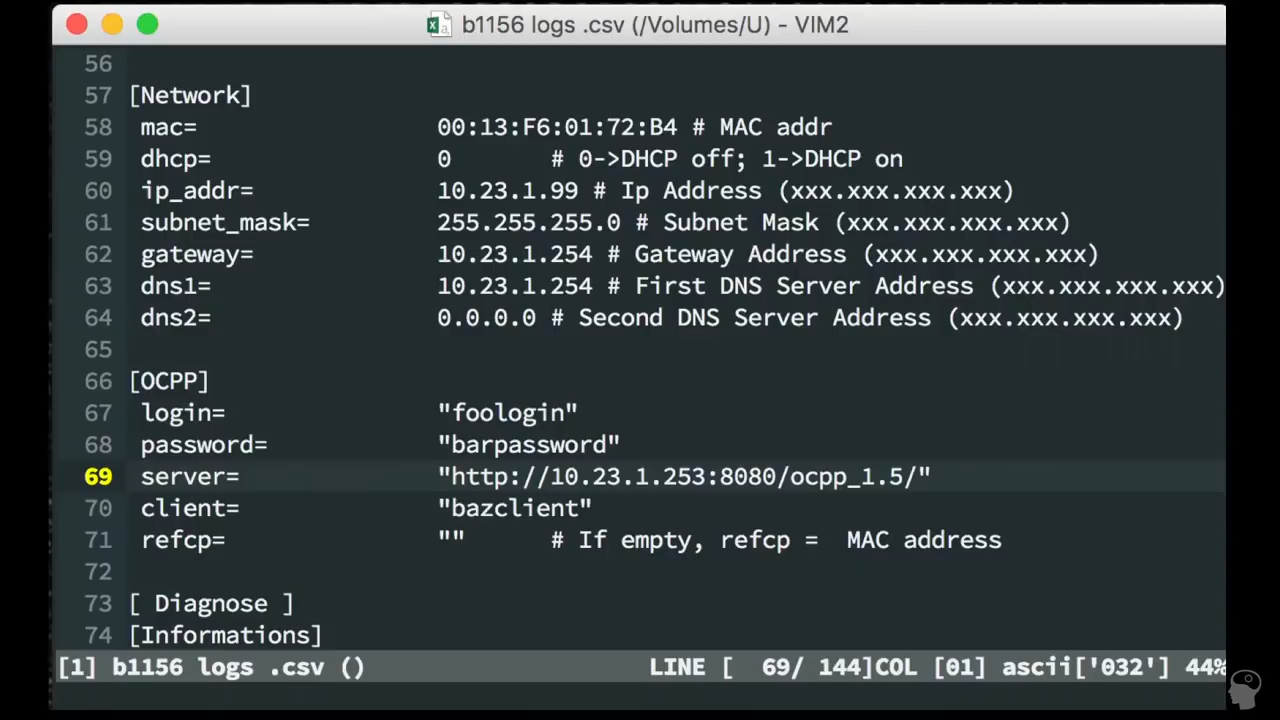 b1156 logs .csv (/Volumes/U) - VIM2
56
57 [Network]
58 mac= 00:13:F6:01:72:B4 # MAC addr
59 dhcp= 0 # 0->DHCP off; 1->DHCP on
60 ip_addr= 10.23.1.99 # Ip Address (xxx.xxx.xxx.xxx)
61 subnet_mask= 255.255.255.0 # Subnet Mask (xxx.xxx.xxx.xxx)
62 gateway= 10.23.1.254 # Gateway Address (xxx.xxx.xxx.xxx)
63 dns1= 10.23.1.254 # First DNS Server Address (xxx.xxx.xxx.xxx)
64 dns2= 0.0.0.0 # Second DNS Server Address (xxx.xxx.xxx.xxx)
65
66 [OCPP]
67 login= "foologin"
68 password= "barpassword"
69 server= "http://10.23.1.253:8080/ocpp_1.5/"
70 client= "bazclient"
71 refcp= "" # If empty, refcp = MAC address
72
73 [ Diagnose ]
74 [Informations]
[1] b1156 logs .csv () LINE [ 69/ 144]COL [01] ascii['032'] 44%